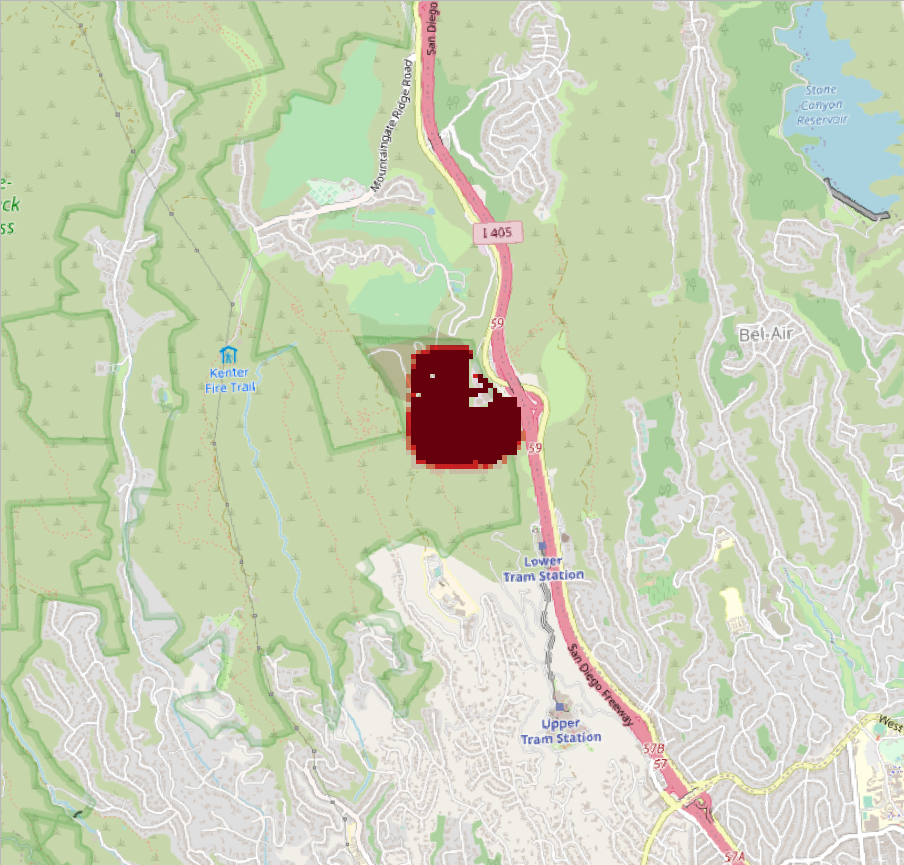 San Diego
Mountaingate Ridge Road
Stone
Canyon
Reservoir
e-
ck
ss
I 405
59
Bel-Air
Kenter
Fire Trail
59
Lower
Tram Station
San Diego Freeway
Upper
Tram Station
West
57B
57
57A